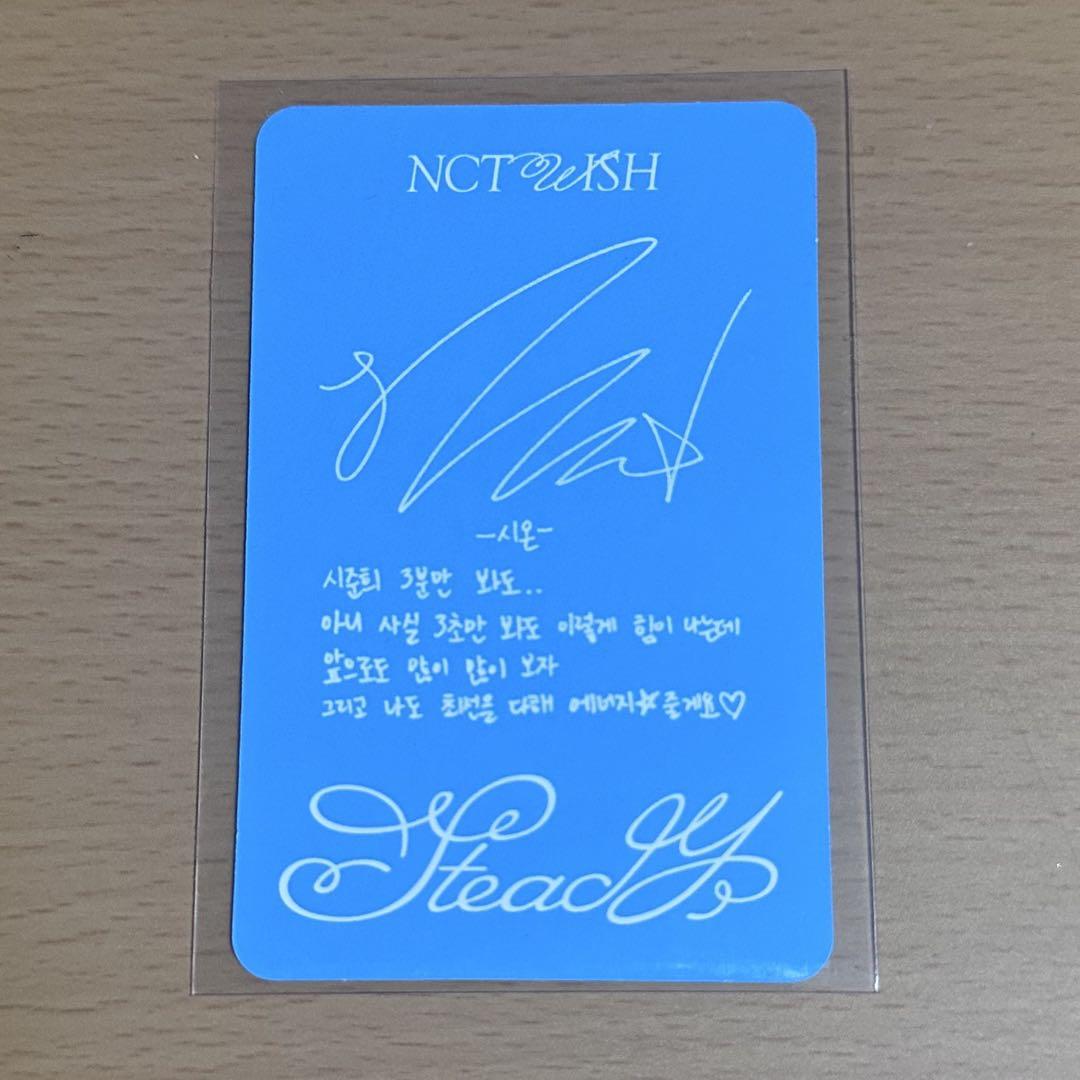 NCT WISH
-시온-
시즈니 3분만 봐도..
아니 사실 3초만 봐도 이렇게 힘이 나는데
앞으로도 많이 많이 보자
그리고 나도 최선을 다해 에너지☆줄게요♡
Steady